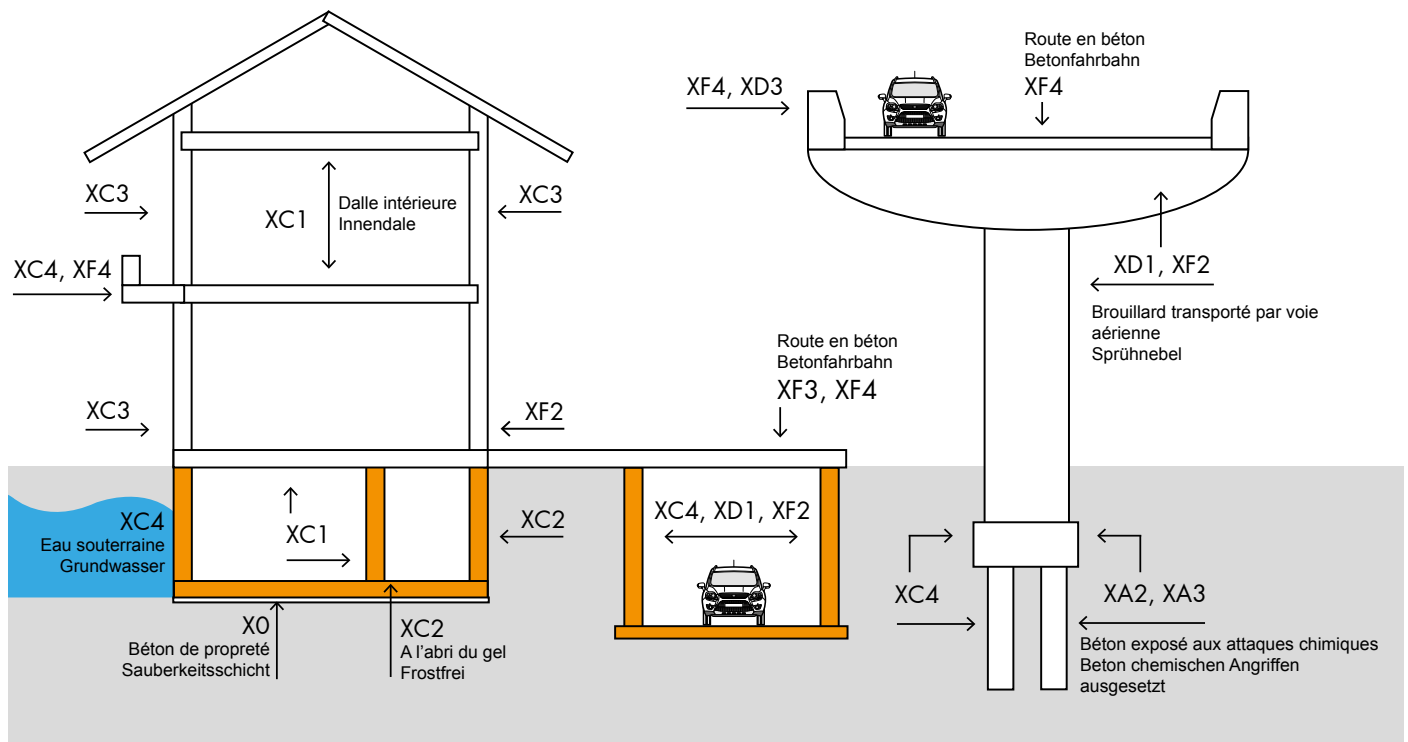 Route en béton
Betonfahrbahn
XF4
XF4, XD3
XC3
XC1
Dalle intérieure
Innendale
XC3
XC4, XF4
XD1, XF2
Brouillard transporté par voie
aérienne
Sprühnebel
Route en béton
Betonfahrbahn
XF3, XF4
XC3
XF2
XC4
Eau souterraine
Grundwasser
XC1
XC2
XC4, XD1, XF2
XC4
XA2, XA3
X0
Béton de propreté
Sauberkeitsschicht
XC2
A l'abri du gel
Frostfrei
Béton exposé aux attaques chimiques
Beton chemischen Angriffen
ausgesetzt